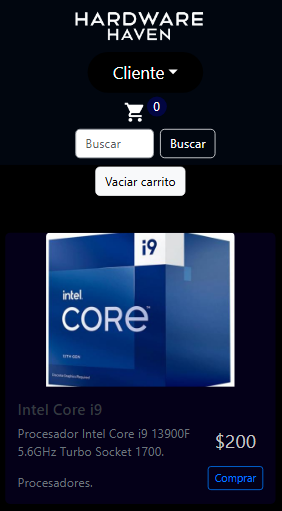 HARDWARE
HAVEN
Cliente
0
Buscar
Buscar
Vaciar carrito
i9
intel
CORE
Intel Core i9
Procesador Intel Core i9 13900F
5.6GHz Turbo Socket 1700.
$200
Procesadores.
Comprar